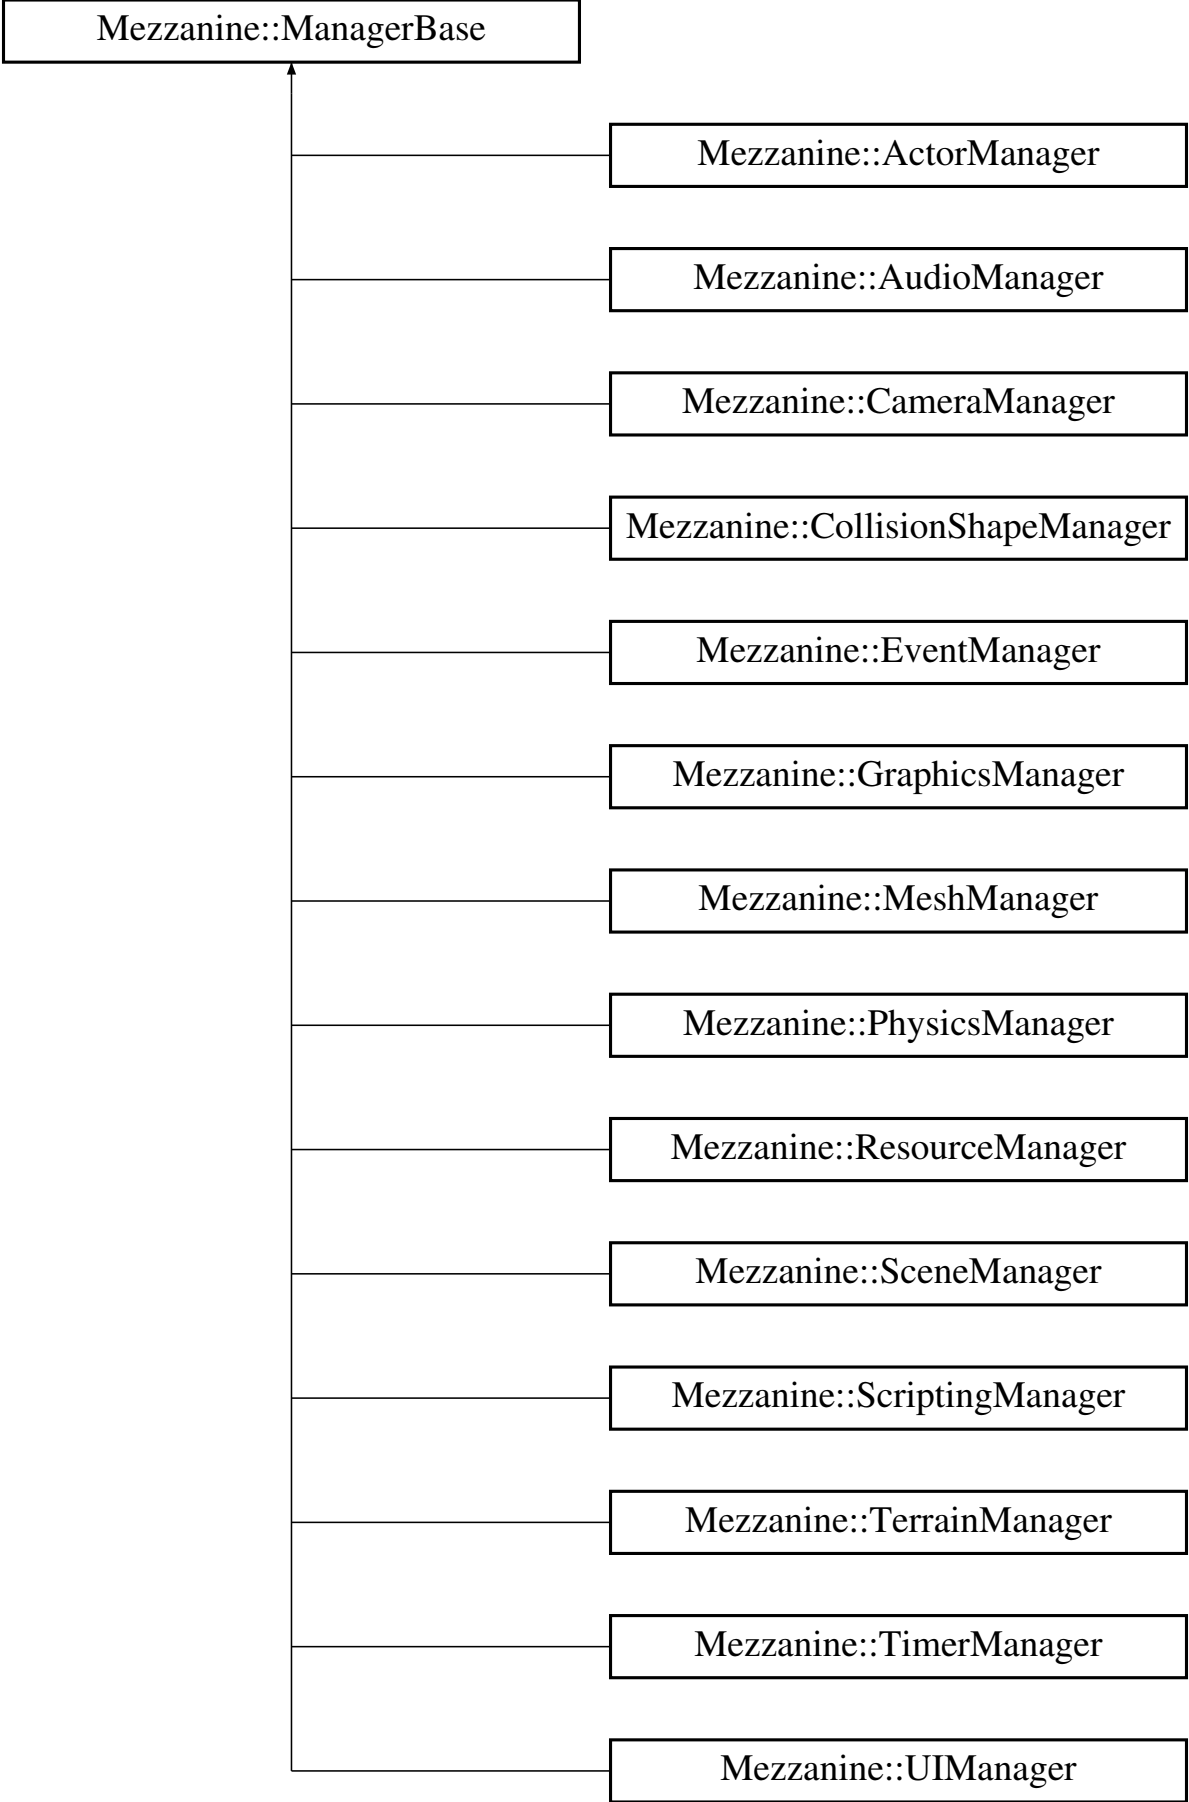 Mezzanine::ManagerBase
Mezzanine::ActorManager
Mezzanine::AudioManager
Mezzanine::CameraManager
Mezzanine::CollisionShapeManager
Mezzanine::EventManager
Mezzanine::GraphicsManager
Mezzanine::MeshManager
Mezzanine::PhysicsManager
Mezzanine::ResourceManager
Mezzanine::SceneManager
Mezzanine::ScriptingManager
Mezzanine::TerrainManager
Mezzanine::TimerManager
Mezzanine::UIManager